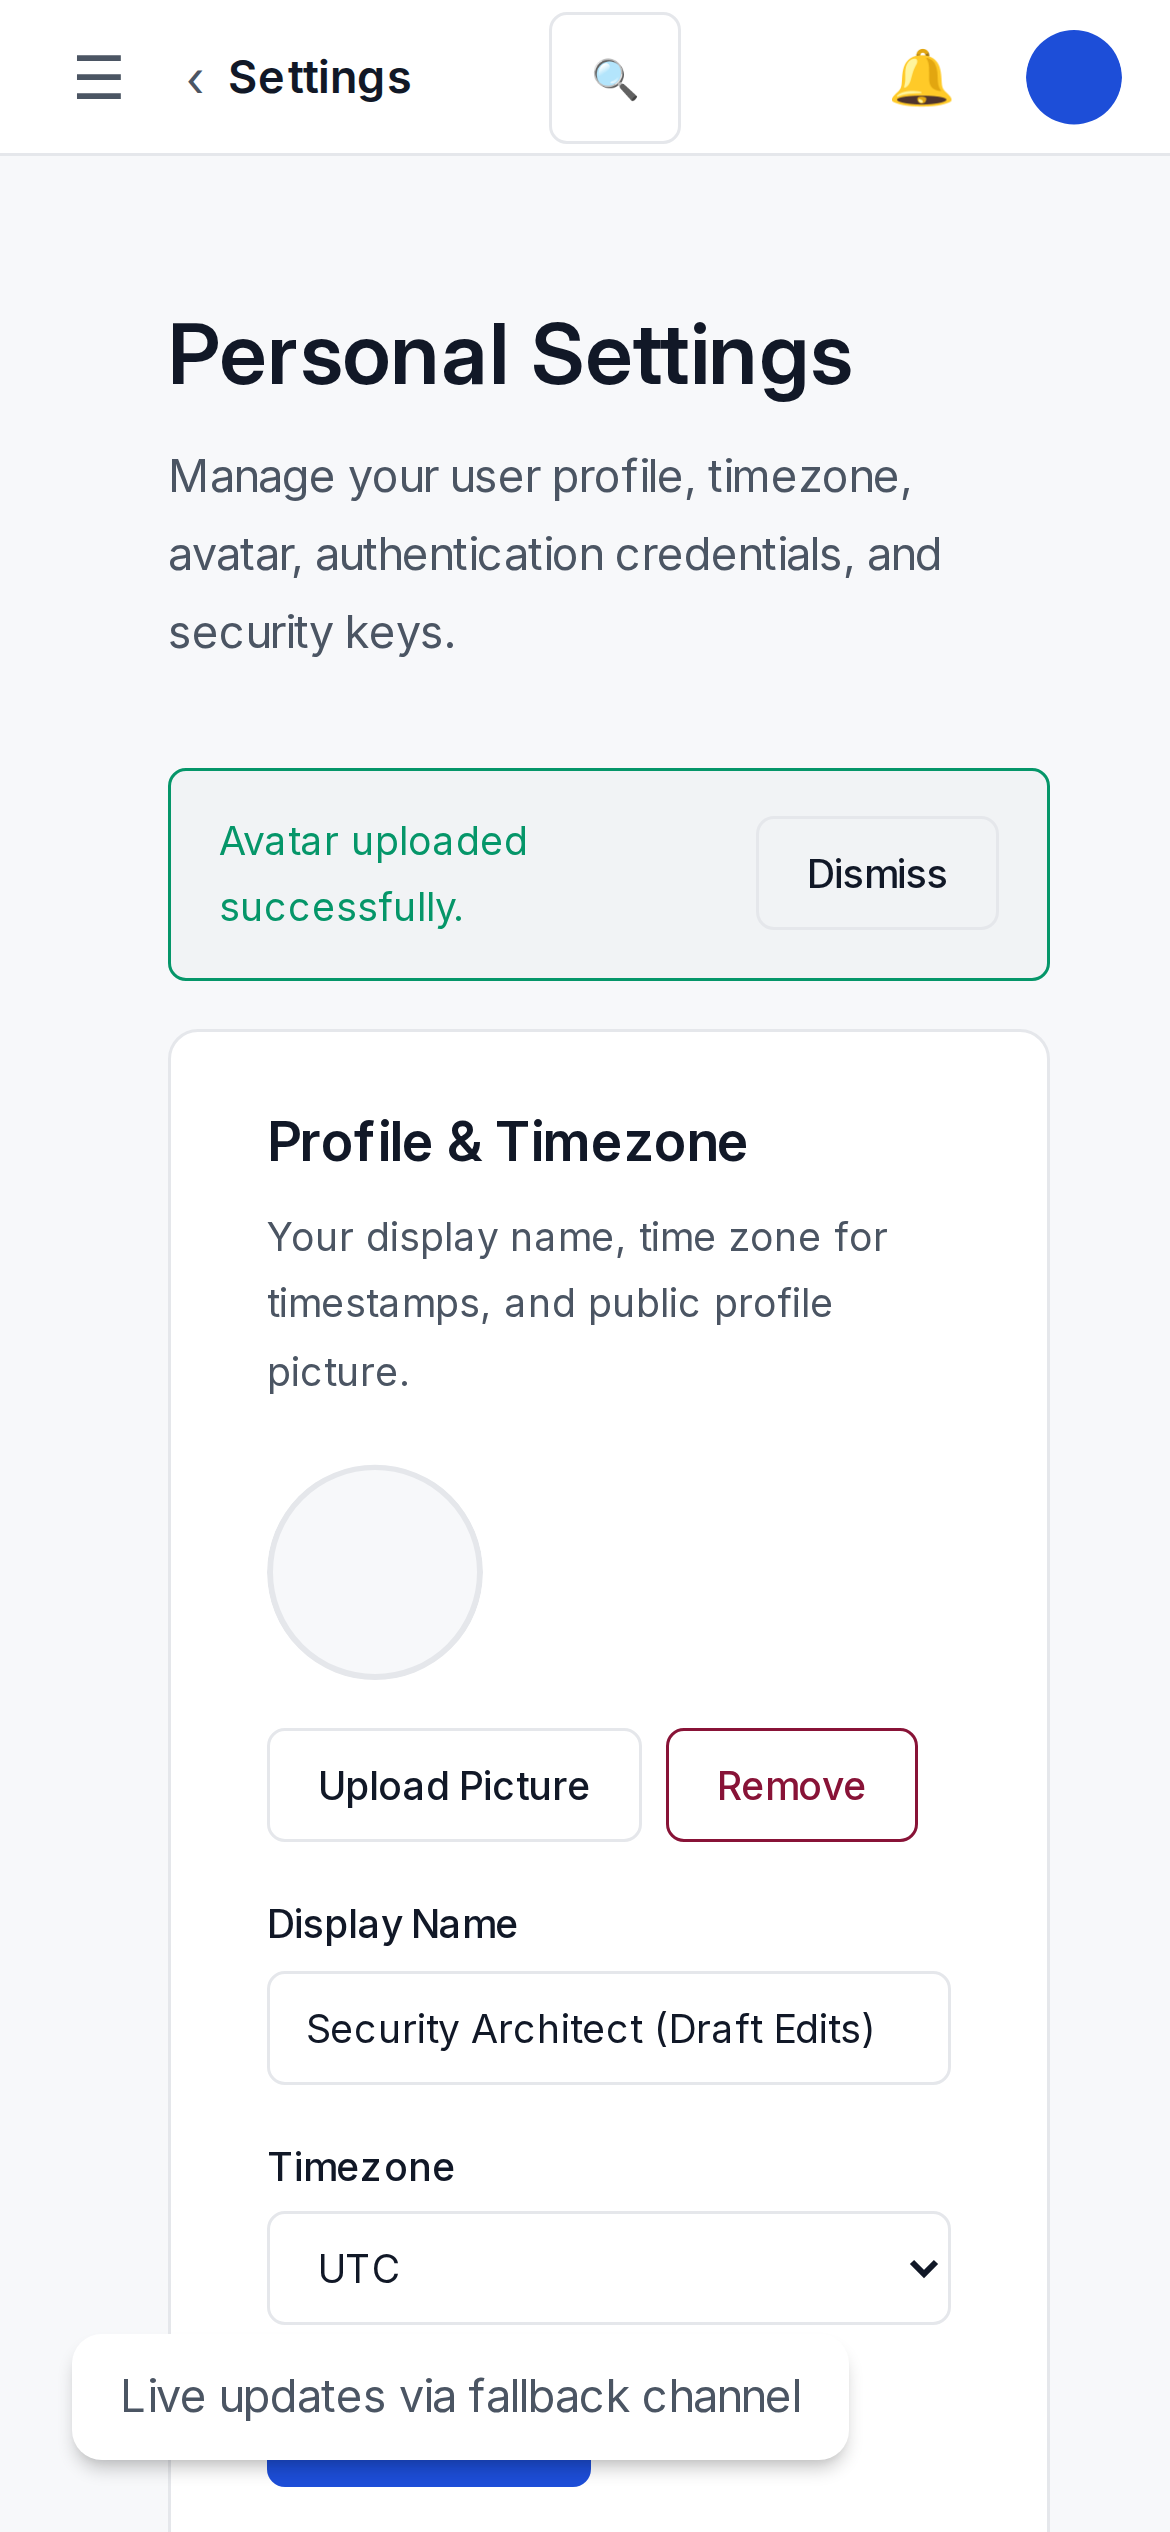 ‹ Settings
Personal Settings
Manage your user profile, timezone,
avatar, authentication credentials, and
security keys.
Avatar uploaded
successfully.
Dismiss
Profile & Timezone
Your display name, time zone for
timestamps, and public profile
picture.
Upload Picture
Remove
Display Name
Security Architect (Draft Edits)
Timezone
UTC
Live updates via fallback channel